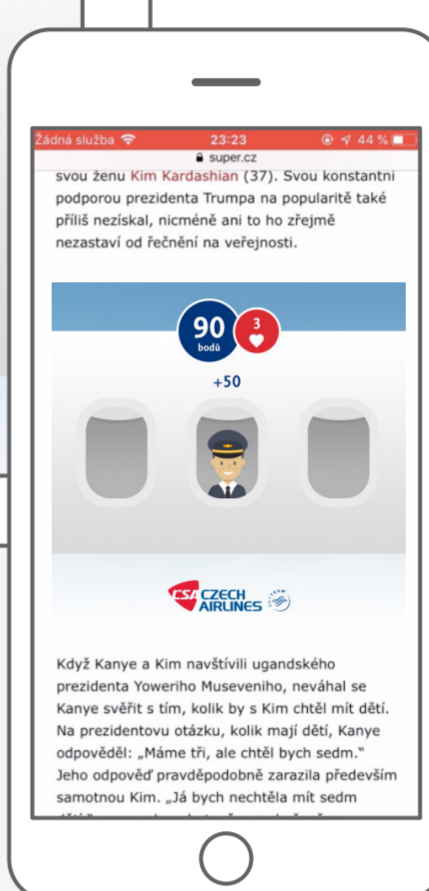 Žádná služba 23:23 44 %
super.cz
svou ženu Kim Kardashian (37). Svou konstantní
podporou prezidenta Trumpa na popularitě také
příliš nezískal, nicméně ani to ho zřejmě
nezastaví od řečnění na veřejnosti.
90 3
bodů
+50
CSA CZECH
AIRLINES
Když Kanye a Kim navštívili ugandského
prezidenta Yoweriho Museveniho, neváhal se
Kanye svěřit s tím, kolik by s Kim chtěl mít dětí.
Na prezidentovu otázku, kolik mají dětí, Kanye
odpověděl: „Máme tři, ale chtěl bych sedm.“
Jeho odpověď pravděpodobně zarazila především
samotnou Kim. „Já bych nechtěla mít sedm